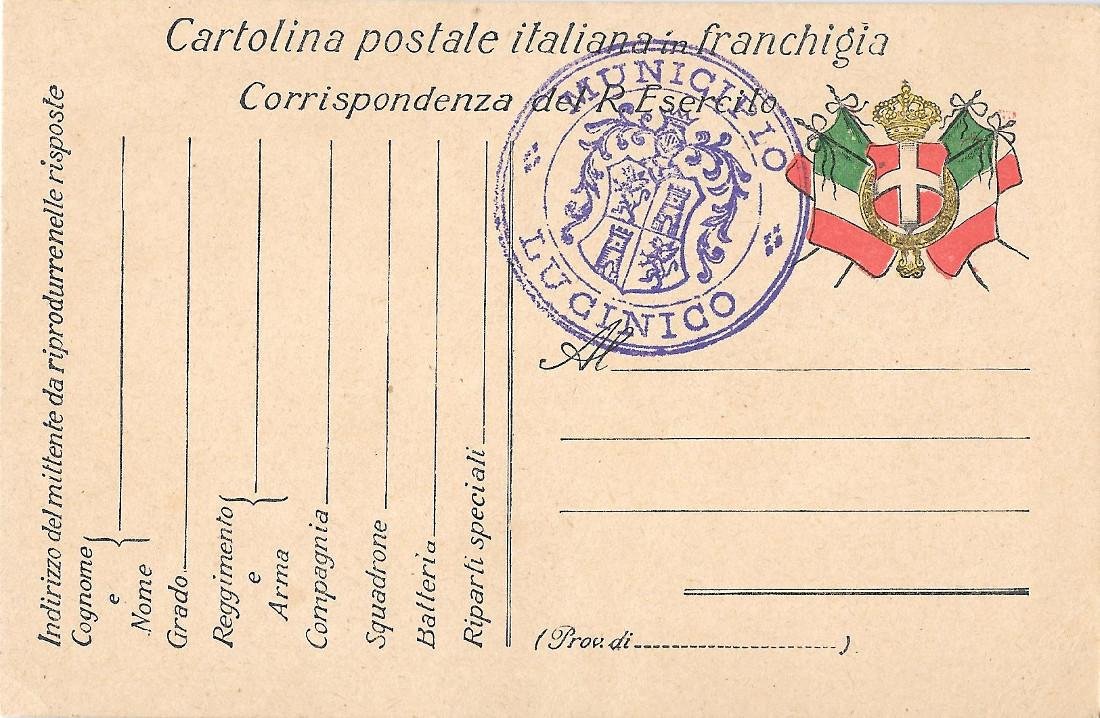 Cartolina postale italiana in franchigia
Corrispondenza del R. Esercito
MUNICIPIO
LUCINICO
Indirizzo del mittente da riprodurre nelle risposte
Cognome
e
Nome
Grado
Reggimento
e
Arma
Compagnia
Squadrone
Batteria
Riparti speciali
Al
(Prov. di )